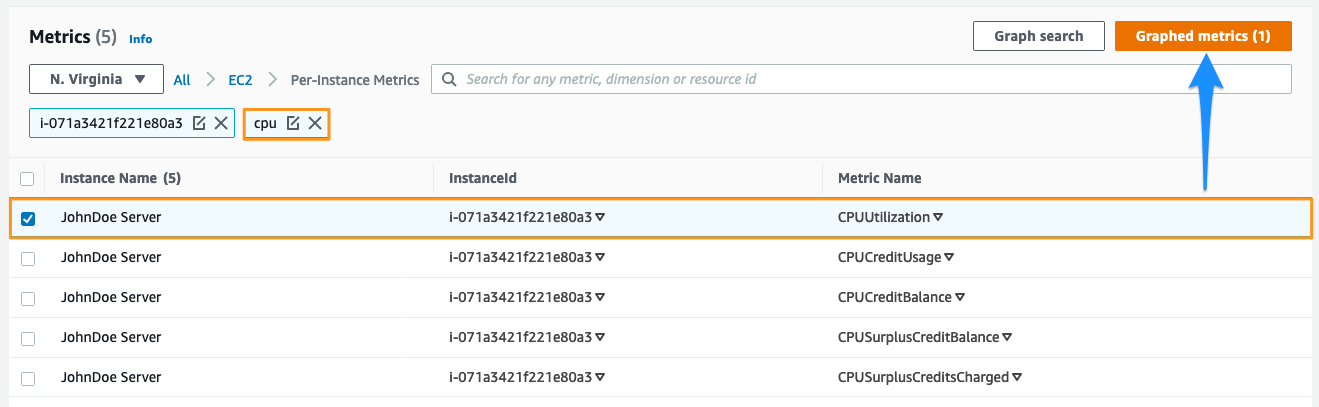 Metrics (5) Info Graph search Graphed metrics (1)
N. Virginia All EC2 Per-Instance Metrics Search for any metric, dimension or resource id
i-071a3421f221e80a3 cpu
Instance Name (5) InstanceId Metric Name
JohnDoe Server i-071a3421f221e80a3 CPUUtilization
JohnDoe Server i-071a3421f221e80a3 CPUCreditUsage
JohnDoe Server i-071a3421f221e80a3 CPUCreditBalance
JohnDoe Server i-071a3421f221e80a3 CPUSurplusCreditBalance
JohnDoe Server i-071a3421f221e80a3 CPUSurplusCreditsCharged